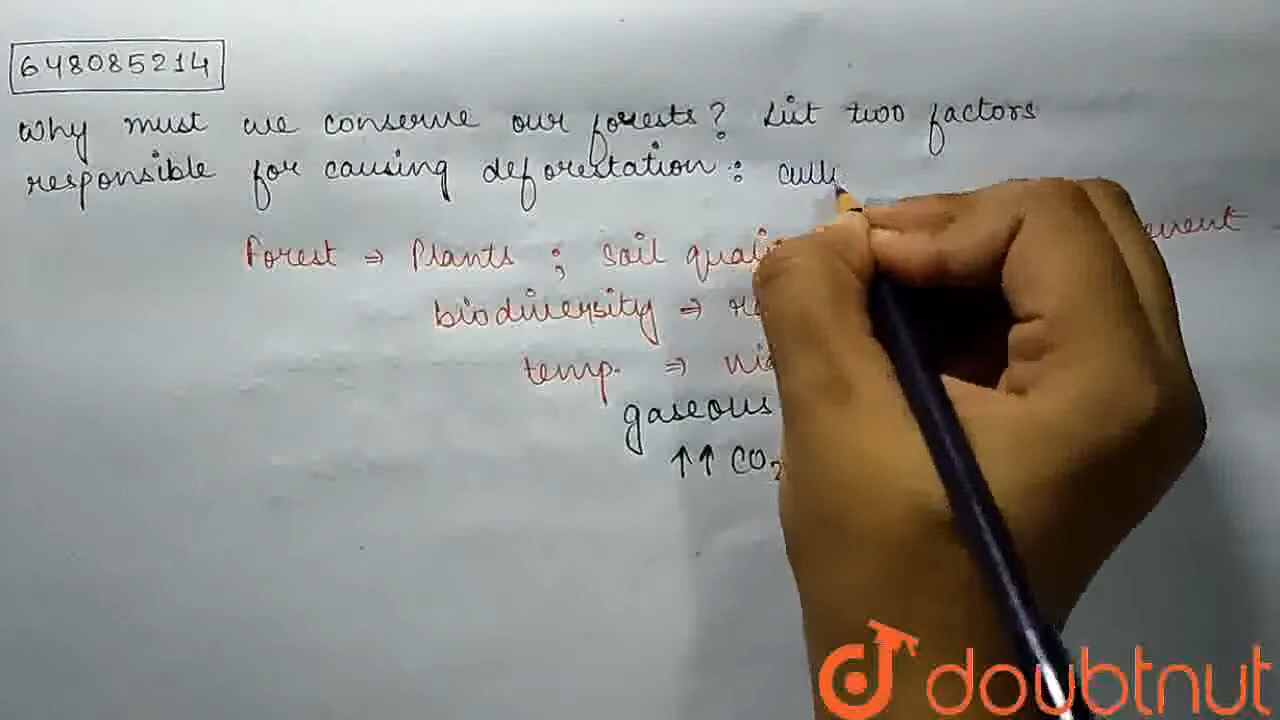 648085214
Why must we conserve our forests? List two factors
responsible for causing deforestation :
Forest ⇒ Plants ; soil
biodiversity ⇒
temp. ⇒
gaseous
↑↑ CO₂
doubtnut